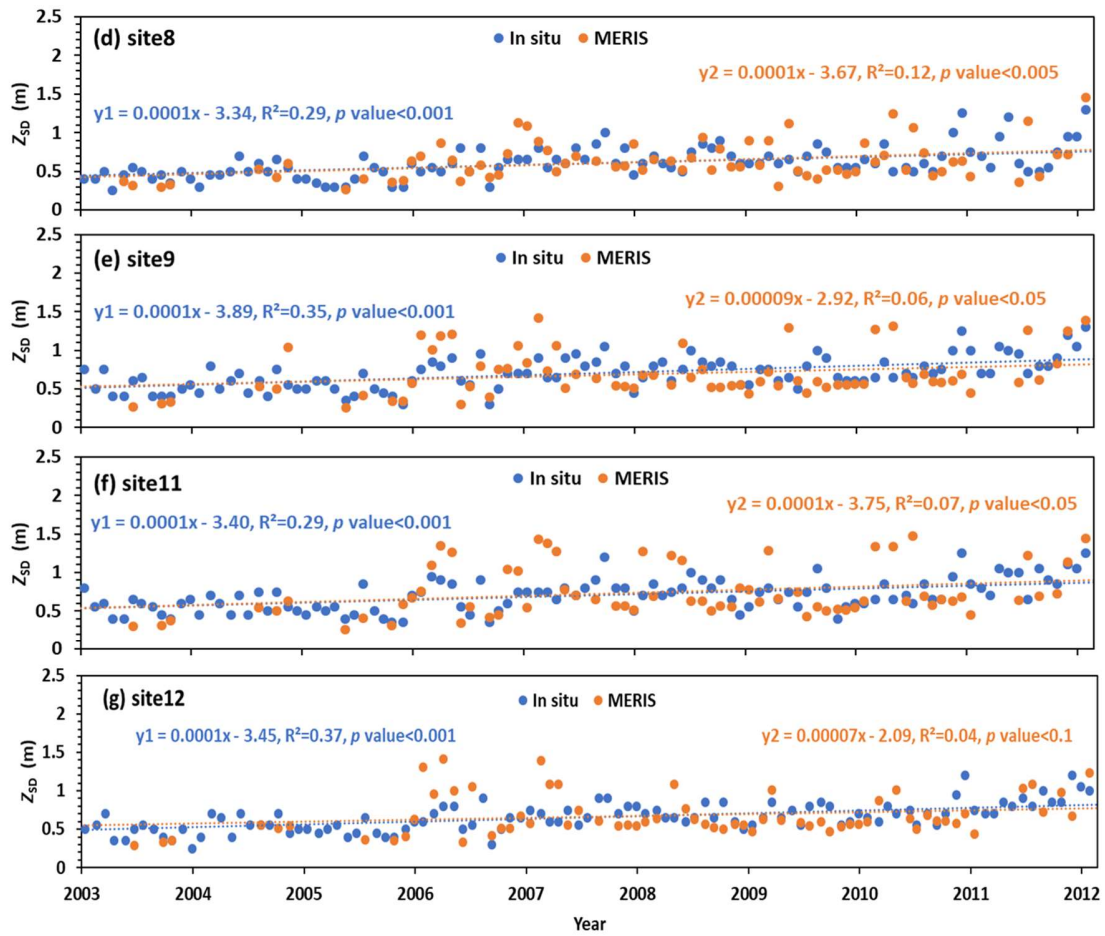 2.5
(d) site8
In situ
MERIS
2
y2 = 0.0001x - 3.67, R²=0.12, p value<0.005
1.5
y1 = 0.0001x - 3.34, R²=0.29, p value<0.001
Z_SD (m)
1
0.5
0
2.5
(e) site9
In situ
MERIS
2
y2 = 0.00009x - 2.92, R²=0.06, p value<0.05
1.5
y1 = 0.0001x - 3.89, R²=0.35, p value<0.001
Z_SD (m)
1
0.5
0
2.5
(f) site11
In situ
MERIS
2
y2 = 0.0001x - 3.75, R²=0.07, p value<0.05
1.5
y1 = 0.0001x - 3.40, R²=0.29, p value<0.001
Z_SD (m)
1
0.5
0
2.5
(g) site12
In situ
MERIS
2
y1 = 0.0001x - 3.45, R²=0.37, p value<0.001
y2 = 0.00007x - 2.09, R²=0.04, p value<0.1
1.5
Z_SD (m)
1
0.5
0
2003 2004 2005 2006 2007 2008 2009 2010 2011 2012
Year